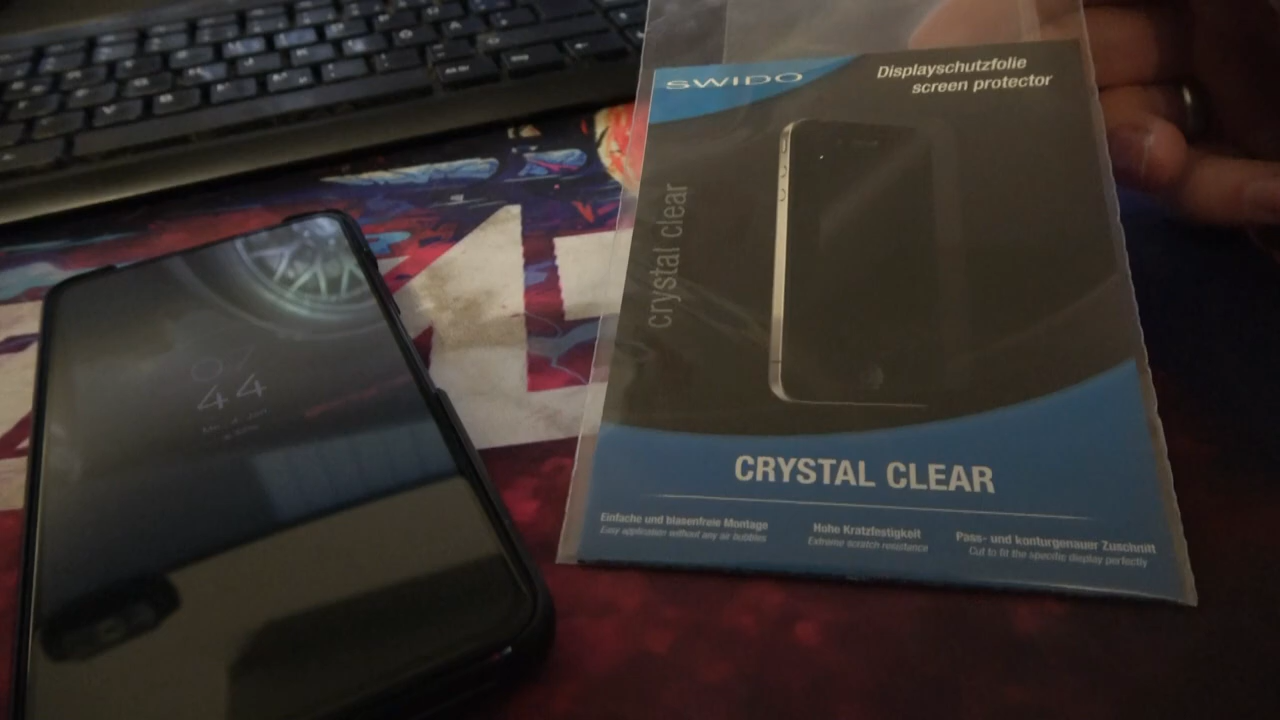 SWIDO
Displayschutzfolie
screen protector
crystal clear
44
CRYSTAL CLEAR
Einfache und blasenfreie Montage
Easy application without any air bubbles
Hohe Kratzfestigkeit
Extreme scratch resistance
Pass- und konturgenauer Zuschnitt
Cut to fit the specific display perfectly